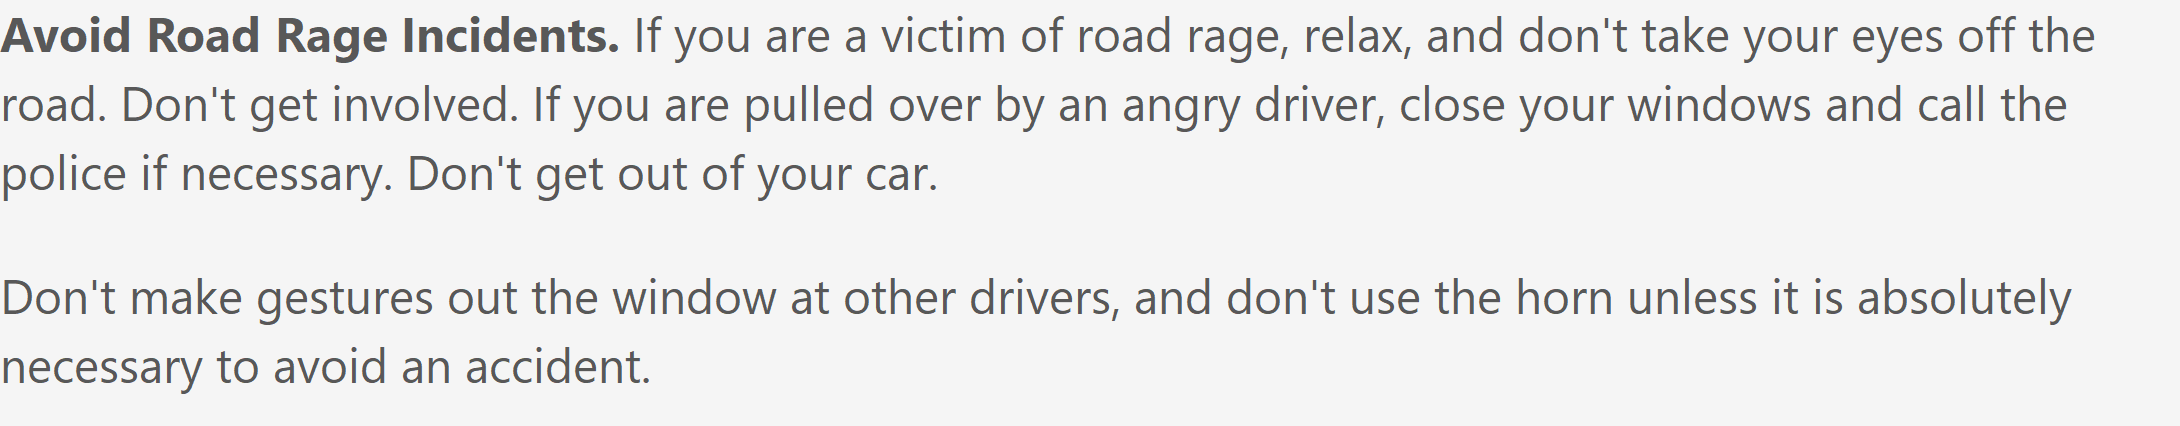 Avoid Road Rage Incidents. If you are a victim of road rage, relax, and don't take your eyes off the
road. Don't get involved. If you are pulled over by an angry driver, close your windows and call the
police if necessary. Don't get out of your car.
Don't make gestures out the window at other drivers, and don't use the horn unless it is absolutely
necessary to avoid an accident.